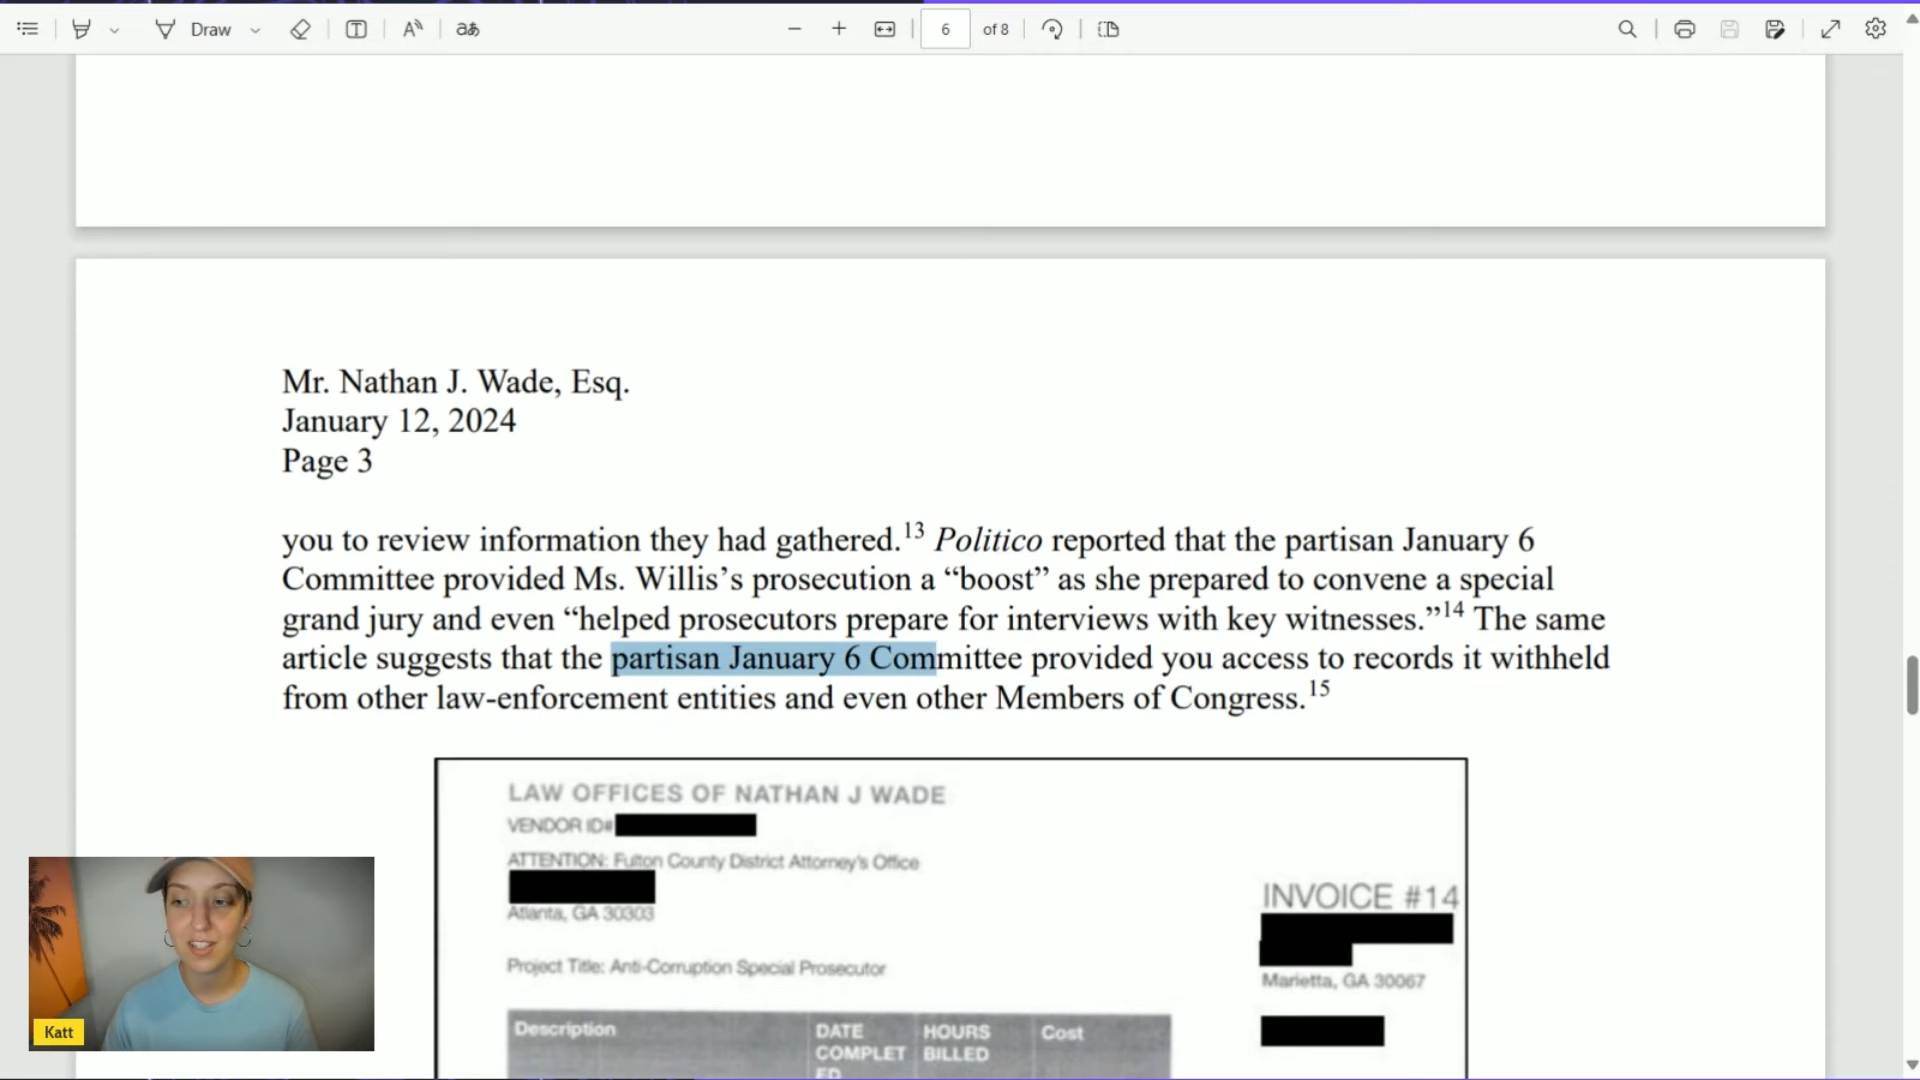 Draw
aあ
6 of 8
Mr. Nathan J. Wade, Esq.
January 12, 2024
Page 3
you to review information they had gathered.13 Politico reported that the partisan January 6
Committee provided Ms. Willis’s prosecution a “boost” as she prepared to convene a special
grand jury and even “helped prosecutors prepare for interviews with key witnesses.”14 The same
article suggests that the partisan January 6 Committee provided you access to records it withheld
from other law-enforcement entities and even other Members of Congress.15
LAW OFFICES OF NATHAN J WADE
VENDOR ID#
ATTENTION: Fulton County District Attorney's Office
Atlanta, GA 30303
INVOICE #14
Project Title: Anti-Corruption Special Prosecutor
Marietta, GA 30067
Description DATE HOURS Cost
COMPLET BILLED
ED
Katt